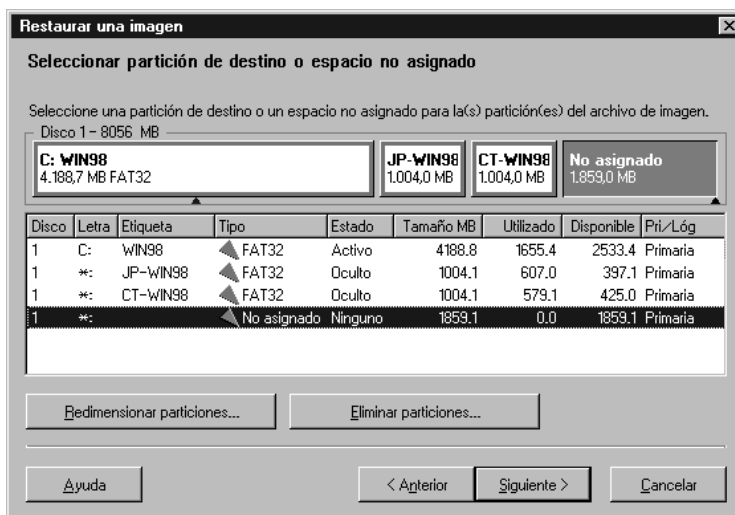 Restaurar una imagen
Seleccionar partición de destino o espacio no asignado
Seleccione una partición de destino o un espacio no asignado para la(s) partición(es) del archivo de imagen.
Disco 1 - 8056 MB
C: WIN98 JP-WIN98 CT-WIN98 No asignado
4.188,7 MB FAT32 1.004,0 MB 1.004,0 MB 1.859,0 MB
Disco Letra Etiqueta Tipo Estado Tamaño MB Utilizado Disponible Pri/Lóg
1 C: WIN98 FAT32 Activo 4188.8 1655.4 2533.4 Primaria
1 *: JP-WIN98 FAT32 Oculto 1004.1 607.0 397.1 Primaria
1 *: CT-WIN98 FAT32 Oculto 1004.1 579.1 425.0 Primaria
1 *: No asignado Ninguno 1859.1 0.0 1859.1 Primaria
Redimensionar particiones... Eliminar particiones...
Ayuda < Anterior Siguiente > Cancelar